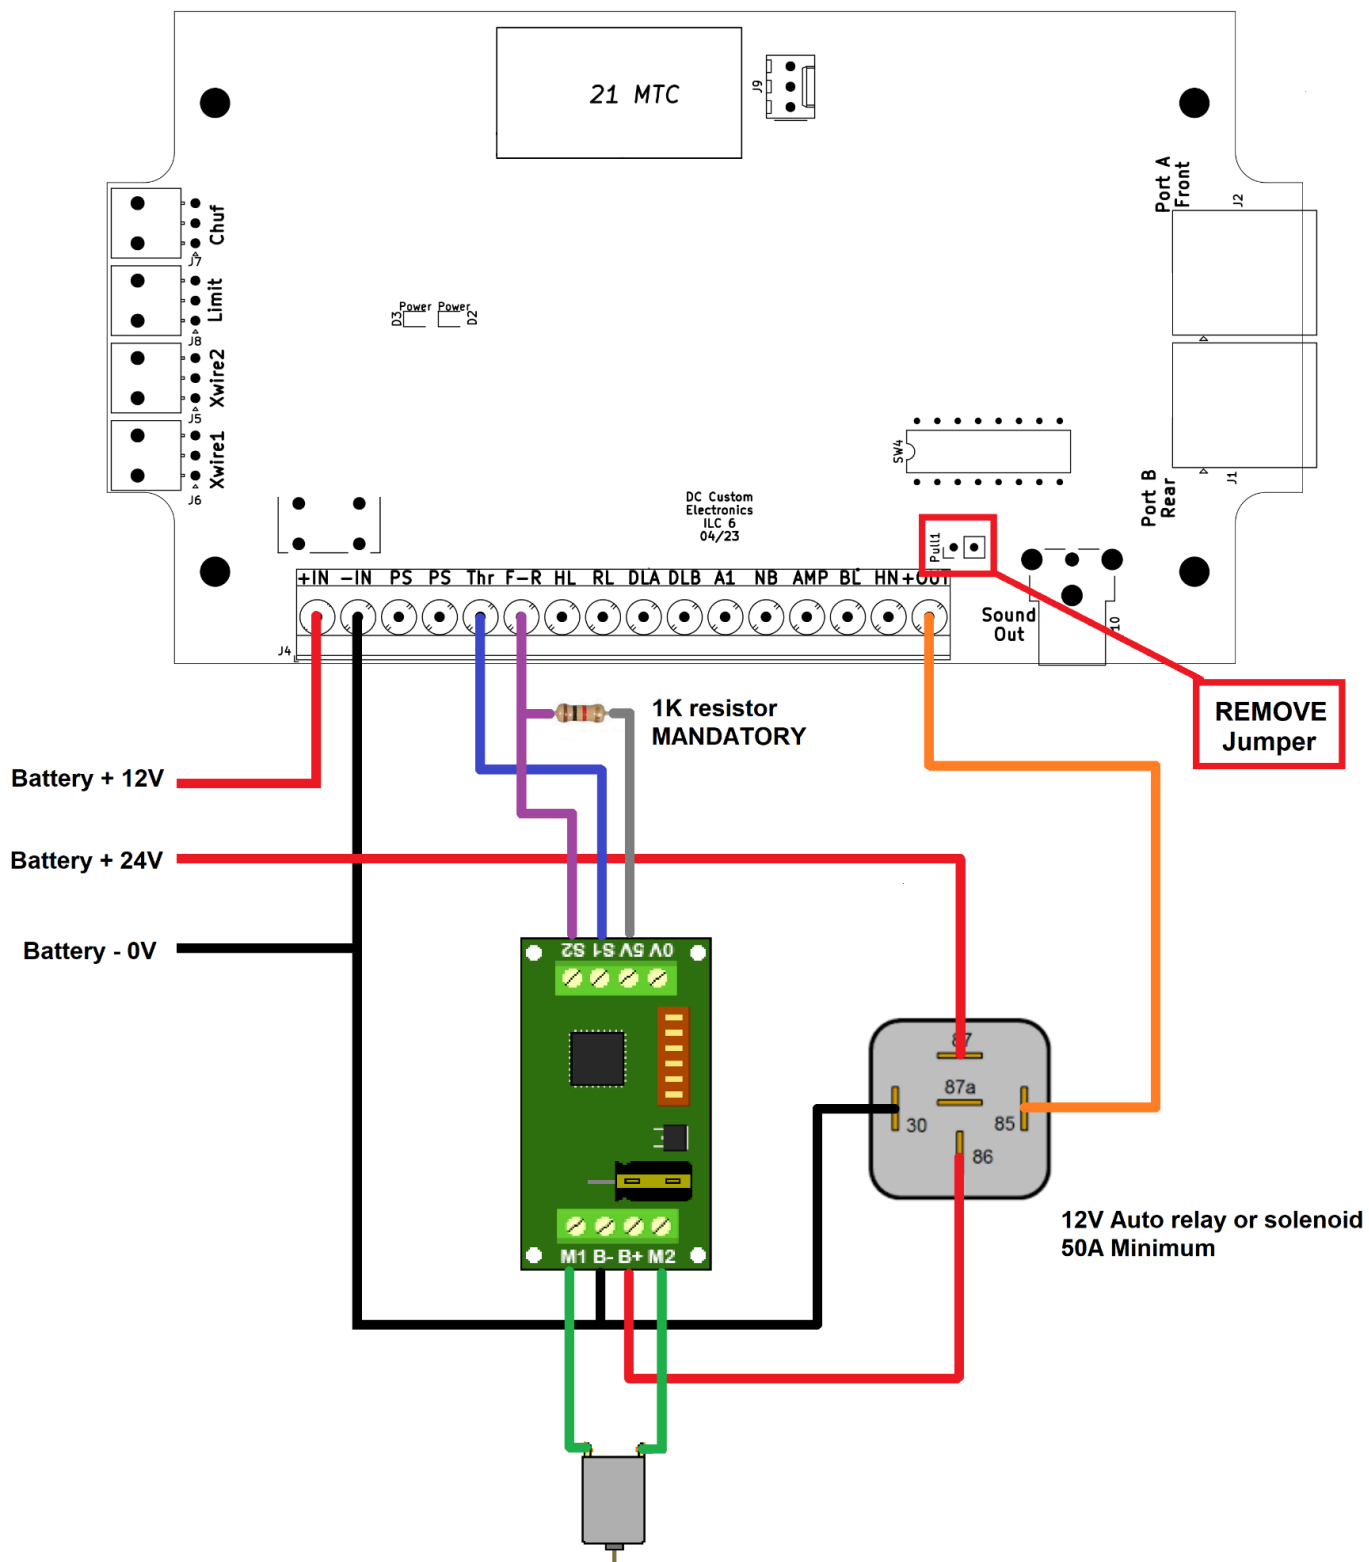 21 MTC
J9
Port A
Front
J2
Chuf
J7
Limit
J8
Xwire2
J5
Xwire1
J6
D3
Power
Power
D2
SW4
Port B
Rear
J1
DC Custom
Electronics
ILC 6
04/23
Pull1
+IN -IN PS PS Thr F-R HL RL DLA DLB A1 NB AMP BL HN +OUT
J4
Sound
Out
10
1K resistor
MANDATORY
REMOVE
Jumper
Battery + 12V
Battery + 24V
Battery - 0V
S2 S1 5V 0V
M1 B- B+ M2
87
87a
30
85
86
12V Auto relay or solenoid
50A Minimum